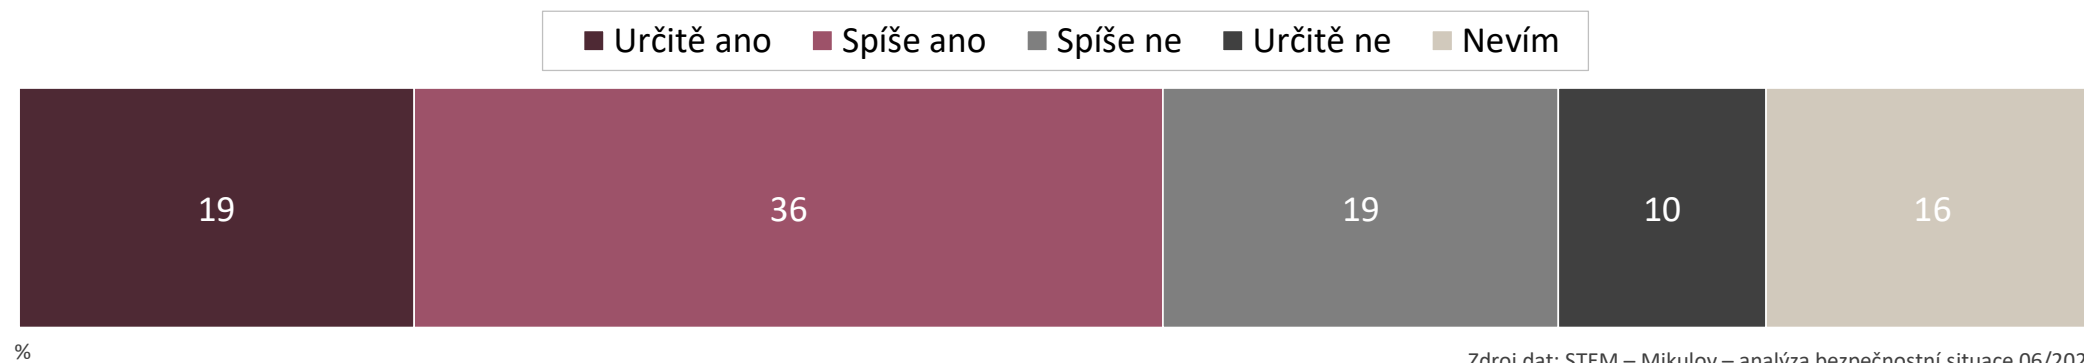 Určitě ano Spíše ano Spíše ne Určitě ne Nevím
19 36 19 10 16
%
Zdroj dat: STEM – Mikulov – analýza bezpečnostní situace 06/202